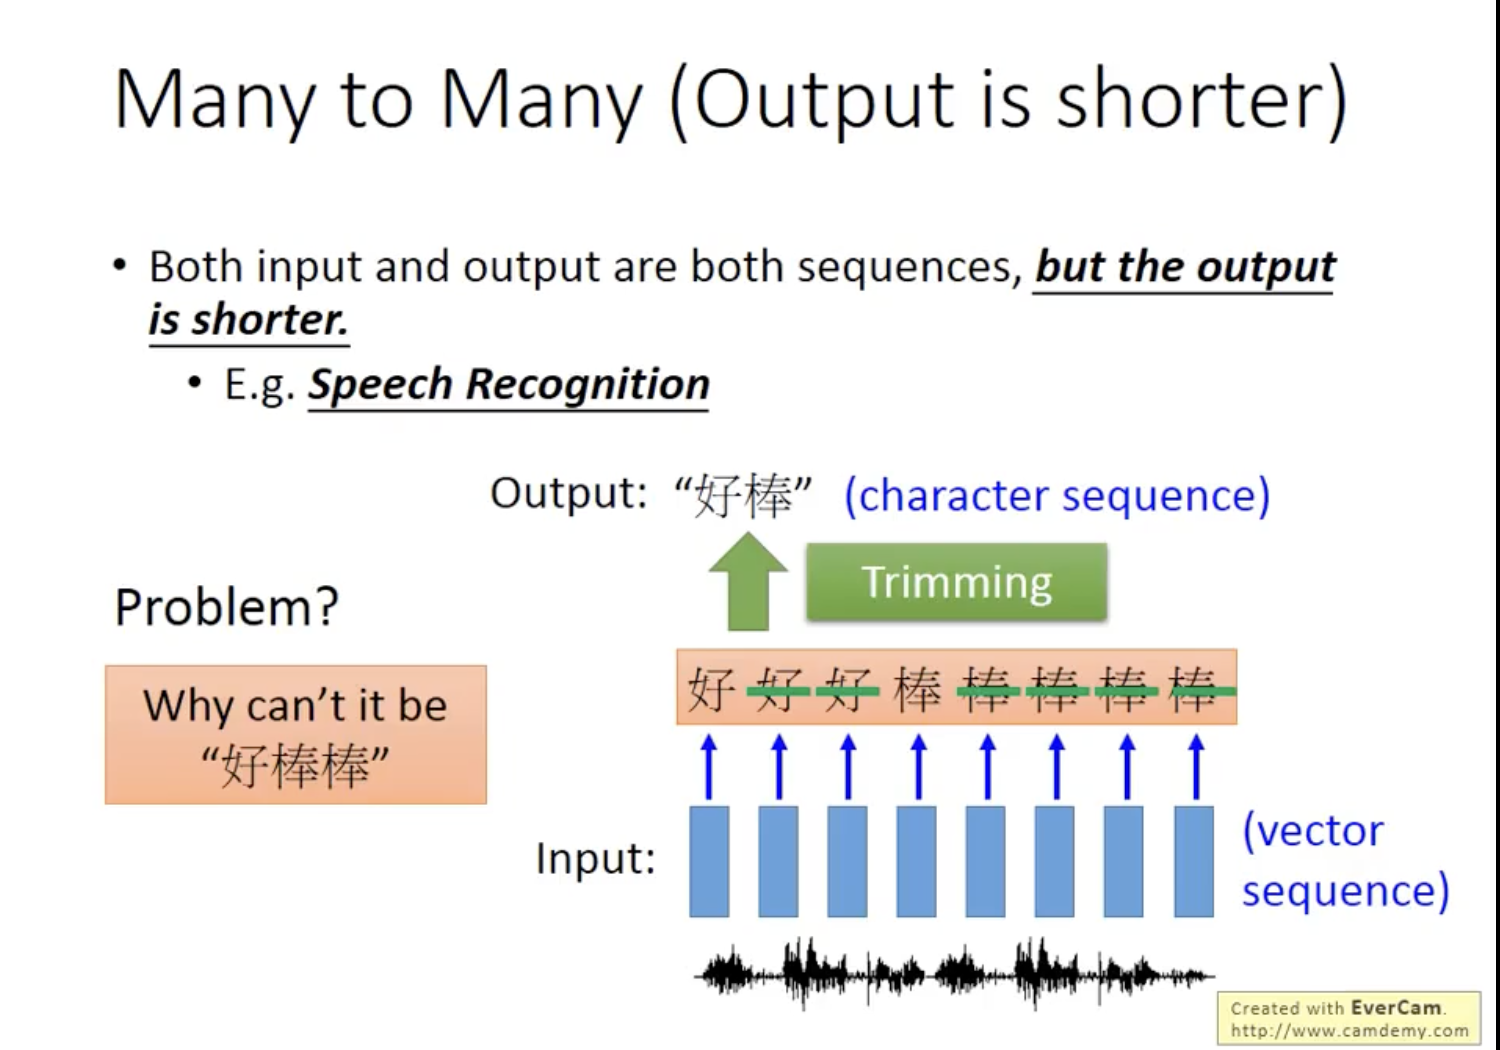 Many to Many (Output is shorter)
• Both input and output are both sequences, but the output
is shorter.
• E.g. Speech Recognition
Output: “好棒” (character sequence)
Trimming
Problem?
Why can’t it be
“好棒棒”
好 好 好 棒 棒 棒 棒 棒
Input:
(vector
sequence)
Created with EverCam.
http://www.camdemy.com